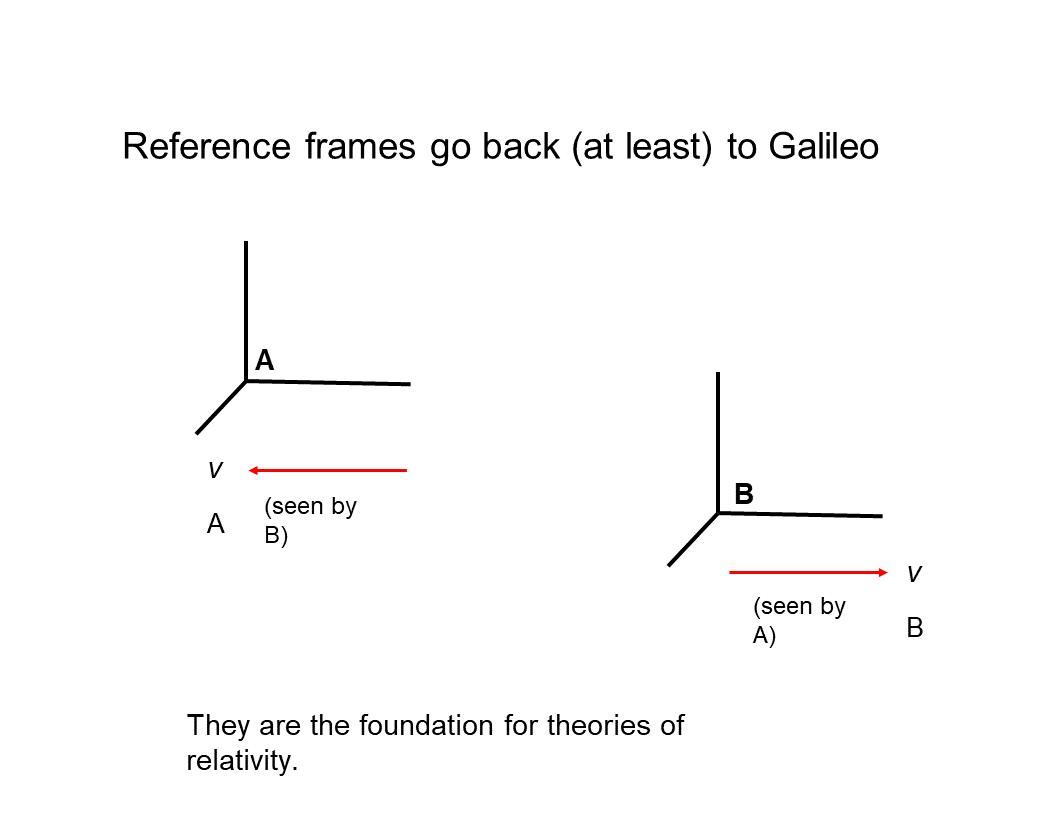 Reference frames go back (at least) to Galileo
A
v
(seen by
B)
A
B
v
(seen by
A)
B
They are the foundation for theories of
relativity.